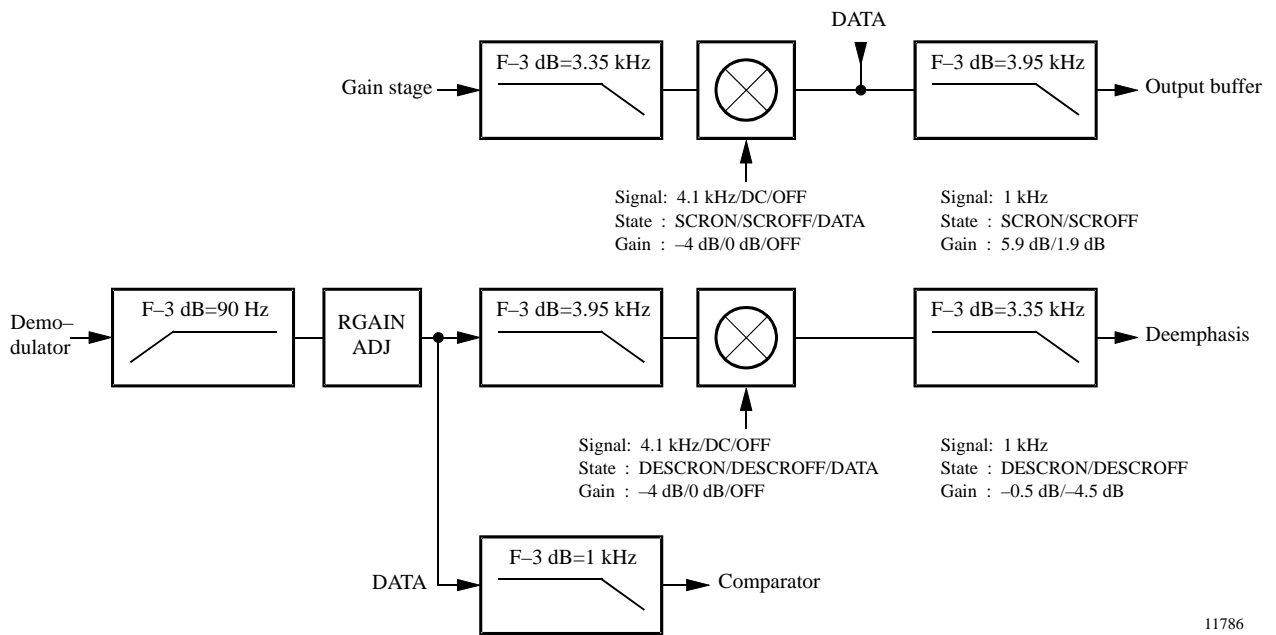 DATA
F–3 dB=3.35 kHz
F–3 dB=3.95 kHz
Gain stage
Output buffer
Signal: 4.1 kHz/DC/OFF
State : SCRON/SCROFF/DATA
Gain : –4 dB/0 dB/OFF
Signal: 1 kHz
State : SCRON/SCROFF
Gain : 5.9 dB/1.9 dB
Demo–
dulator
F–3 dB=90 Hz
RGAIN
ADJ
F–3 dB=3.95 kHz
F–3 dB=3.35 kHz
Deemphasis
Signal: 4.1 kHz/DC/OFF
State : DESCRON/DESCROFF/DATA
Gain : –4 dB/0 dB/OFF
Signal: 1 kHz
State : DESCRON/DESCROFF
Gain : –0.5 dB/–4.5 dB
DATA
F–3 dB=1 kHz
Comparator
11786